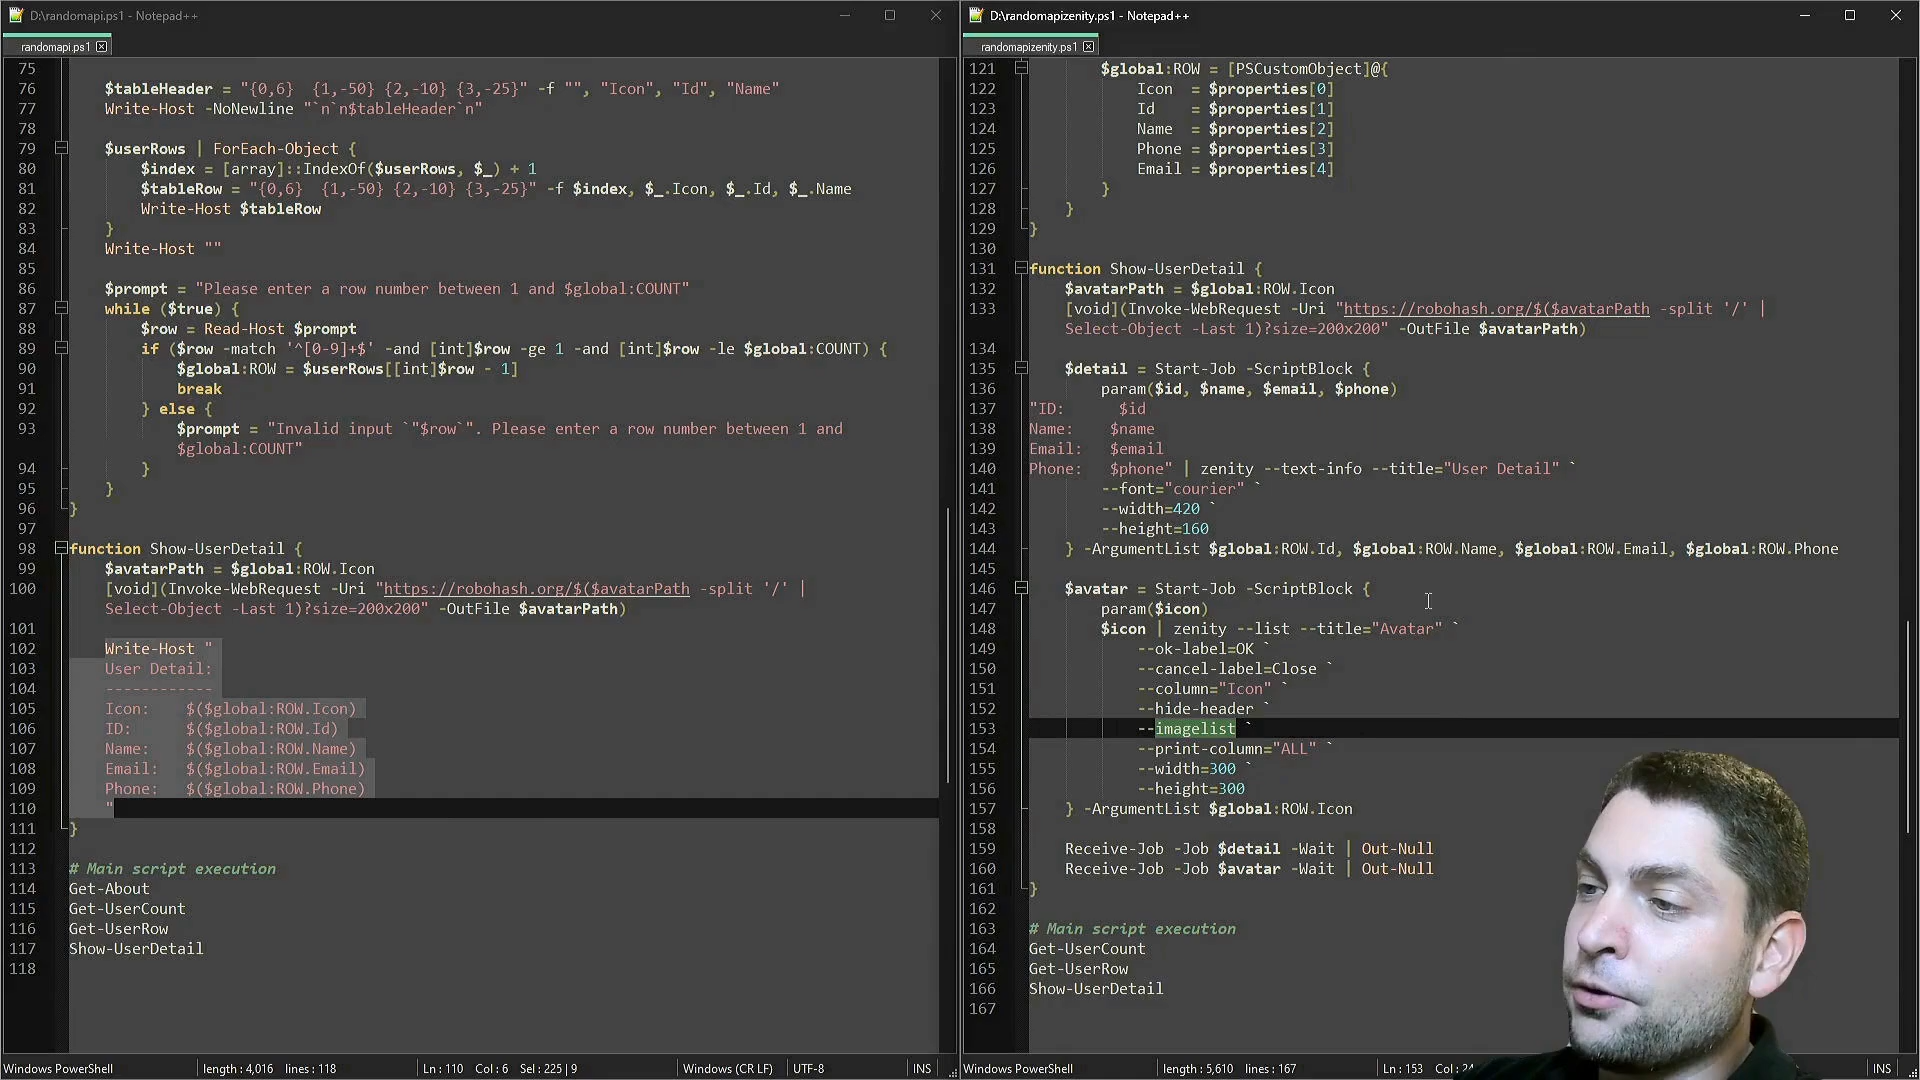 D:\randomapi.ps1 - Notepad++
randomapi.ps1
75
76 $tableHeader = "{0,6}  {1,-50} {2,-10} {3,-25}" -f "", "Icon", "Id", "Name"
77 Write-Host -NoNewline "`n`n$tableHeader`n"
78
79 $userRows | ForEach-Object {
80 $index = [array]::IndexOf($userRows, $_) + 1
81 $tableRow = "{0,6}  {1,-50} {2,-10} {3,-25}" -f $index, $_.Icon, $_.Id, $_.Name
82 Write-Host $tableRow
83 }
84 Write-Host ""
85
86 $prompt = "Please enter a row number between 1 and $global:COUNT"
87 while ($true) {
88 $row = Read-Host $prompt
89 if ($row -match '^[0-9]+$' -and [int]$row -ge 1 -and [int]$row -le $global:COUNT) {
90 $global:ROW = $userRows[[int]$row - 1]
91 break
92 } else {
93 $prompt = "Invalid input `"$row`". Please enter a row number between 1 and
$global:COUNT"
94 }
95 }
96 }
97
98 function Show-UserDetail {
99 $avatarPath = $global:ROW.Icon
100 [void](Invoke-WebRequest -Uri "https://robohash.org/$($avatarPath -split '/' |
Select-Object -Last 1)?size=200x200" -OutFile $avatarPath)
101
102 Write-Host "
103 User Detail:
104 ------------
105 Icon:    $($global:ROW.Icon)
106 ID:      $($global:ROW.Id)
107 Name:    $($global:ROW.Name)
108 Email:   $($global:ROW.Email)
109 Phone:   $($global:ROW.Phone)
110 "
111 }
112
113 # Main script execution
114 Get-About
115 Get-UserCount
116 Get-UserRow
117 Show-UserDetail
118
Windows PowerShell length : 4,016 lines : 118 Ln : 110 Col : 6 Sel : 225 | 9 Windows (CR LF) UTF-8 INS
D:\randomapizenity.ps1 - Notepad++
randomapizenity.ps1
121 $global:ROW = [PSCustomObject]@{
122 Icon  = $properties[0]
123 Id    = $properties[1]
124 Name  = $properties[2]
125 Phone = $properties[3]
126 Email = $properties[4]
127 }
128 }
129 }
130
131 function Show-UserDetail {
132 $avatarPath = $global:ROW.Icon
133 [void](Invoke-WebRequest -Uri "https://robohash.org/$($avatarPath -split '/' |
Select-Object -Last 1)?size=200x200" -OutFile $avatarPath)
134
135 $detail = Start-Job -ScriptBlock {
136 param($id, $name, $email, $phone)
137 "ID:      $id
138 Name:    $name
139 Email:   $email
140 Phone:   $phone" | zenity --text-info --title="User Detail" `
141 --font="courier" `
142 --width=420 `
143 --height=160
144 } -ArgumentList $global:ROW.Id, $global:ROW.Name, $global:ROW.Email, $global:ROW.Phone
145
146 $avatar = Start-Job -ScriptBlock {
147 param($icon)
148 $icon | zenity --list --title="Avatar" `
149 --ok-label=OK `
150 --cancel-label=Close `
151 --column="Icon" `
152 --hide-header `
153 --imagelist `
154 --print-column="ALL" `
155 --width=300 `
156 --height=300
157 } -ArgumentList $global:ROW.Icon
158
159 Receive-Job -Job $detail -Wait | Out-Null
160 Receive-Job -Job $avatar -Wait | Out-Null
161 }
162
163 # Main script execution
164 Get-UserCount
165 Get-UserRow
166 Show-UserDetail
167
Windows PowerShell length : 5,610 lines : 167 Ln : 153 Col : 24 INS